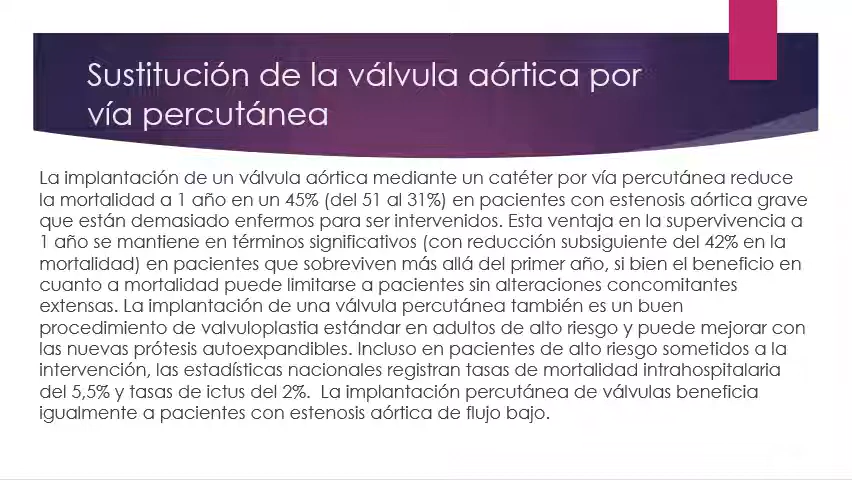 Sustitución de la válvula aórtica por
vía percutánea
La implantación de un válvula aórtica mediante un catéter por vía percutánea reduce
la mortalidad a 1 año en un 45% (del 51 al 31%) en pacientes con estenosis aórtica grave
que están demasiado enfermos para ser intervenidos. Esta ventaja en la supervivencia a
1 año se mantiene en términos significativos (con reducción subsiguiente del 42% en la
mortalidad) en pacientes que sobreviven más allá del primer año, si bien el beneficio en
cuanto a mortalidad puede limitarse a pacientes sin alteraciones concomitantes
extensas. La implantación de una válvula percutánea también es un buen
procedimiento de valvuloplastia estándar en adultos de alto riesgo y puede mejorar con
las nuevas prótesis autoexpandibles. Incluso en pacientes de alto riesgo sometidos a la
intervención, las estadísticas nacionales registran tasas de mortalidad intrahospitalaria
del 5,5% y tasas de ictus del 2%.  La implantación percutánea de válvulas beneficia
igualmente a pacientes con estenosis aórtica de flujo bajo.